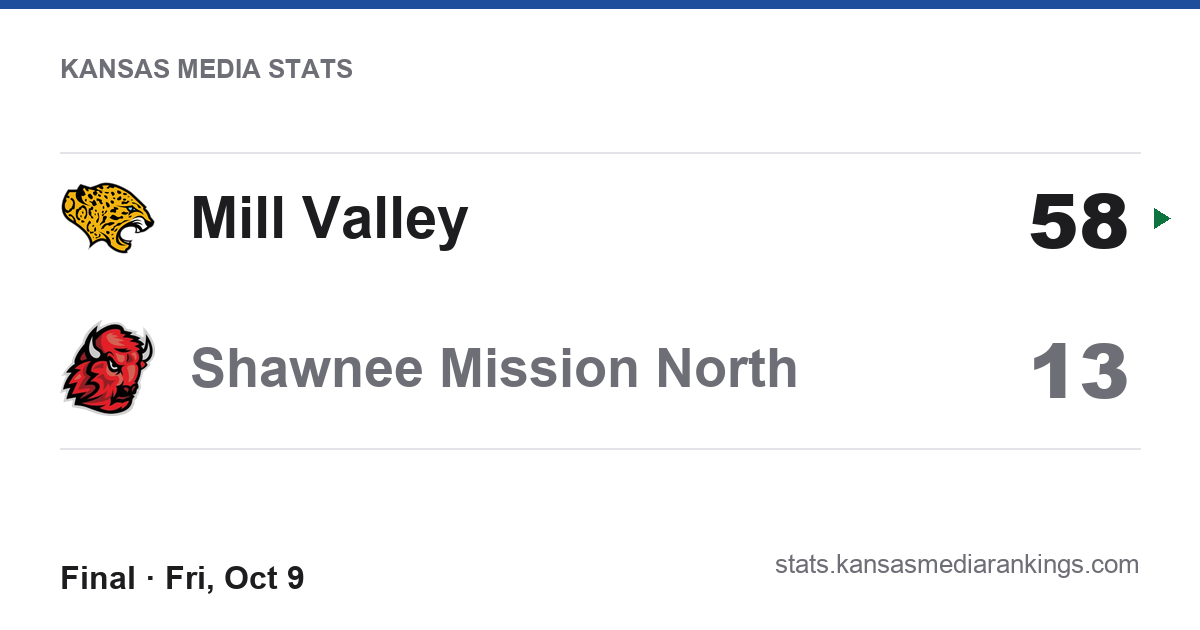 KANSAS MEDIA STATS
Mill Valley 58
Shawnee Mission North 13
Final · Fri, Oct 9
stats.kansasmediarankings.com